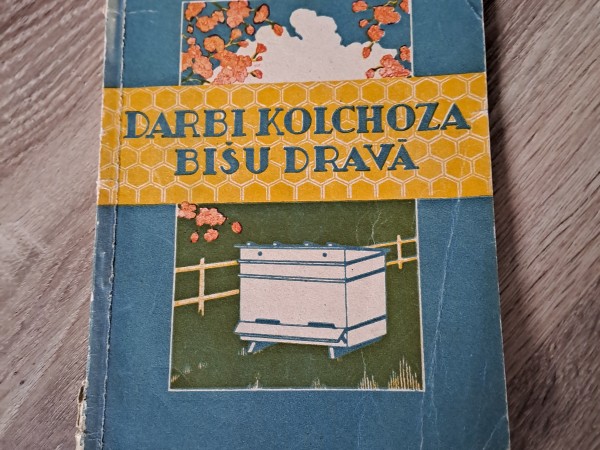 DARBI KOLCHOZA
BIŠU DRAVĀ